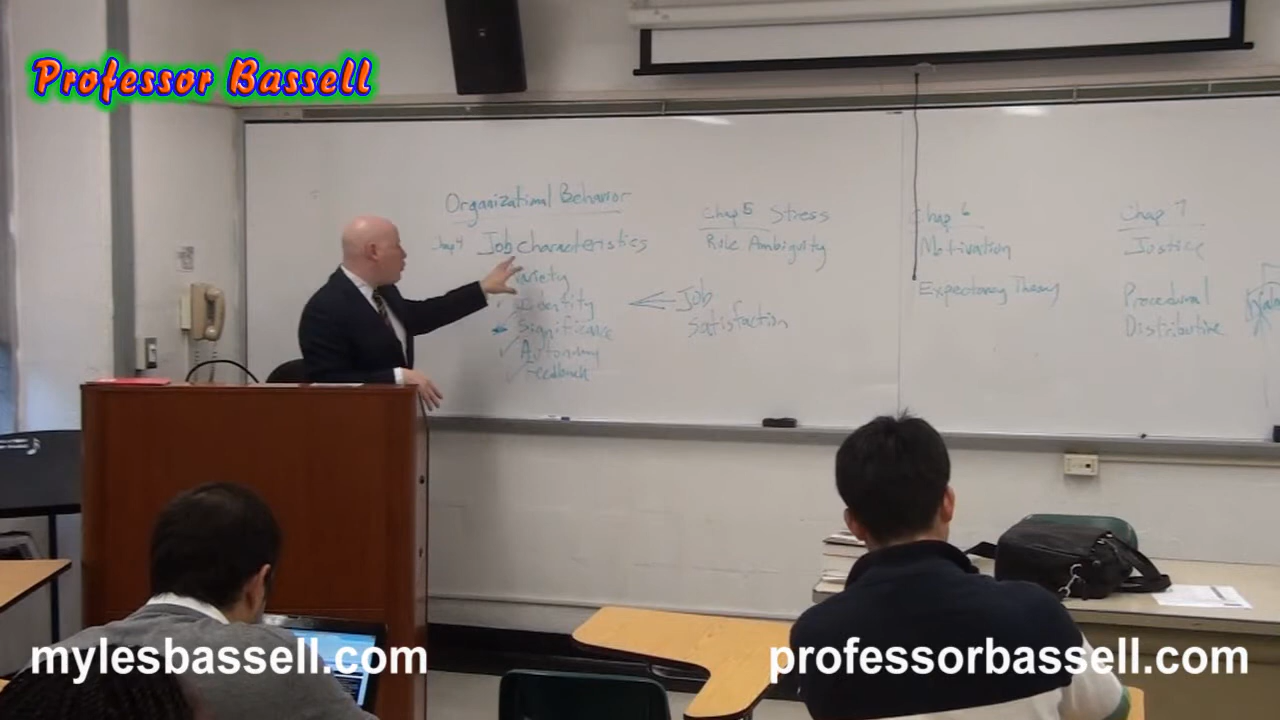 Professor Bassell
Organizational Behavior
Chap 4 Job characteristics
variety
Identity
Significance
Autonomy
Feedback
Chap 5 Stress
Role Ambiguity
Job
Satisfaction
Chap 6
Motivation
Expectancy Theory
Chap 7
Justice
Procedural
Distributive
mylesbassell.com
professorbassell.com